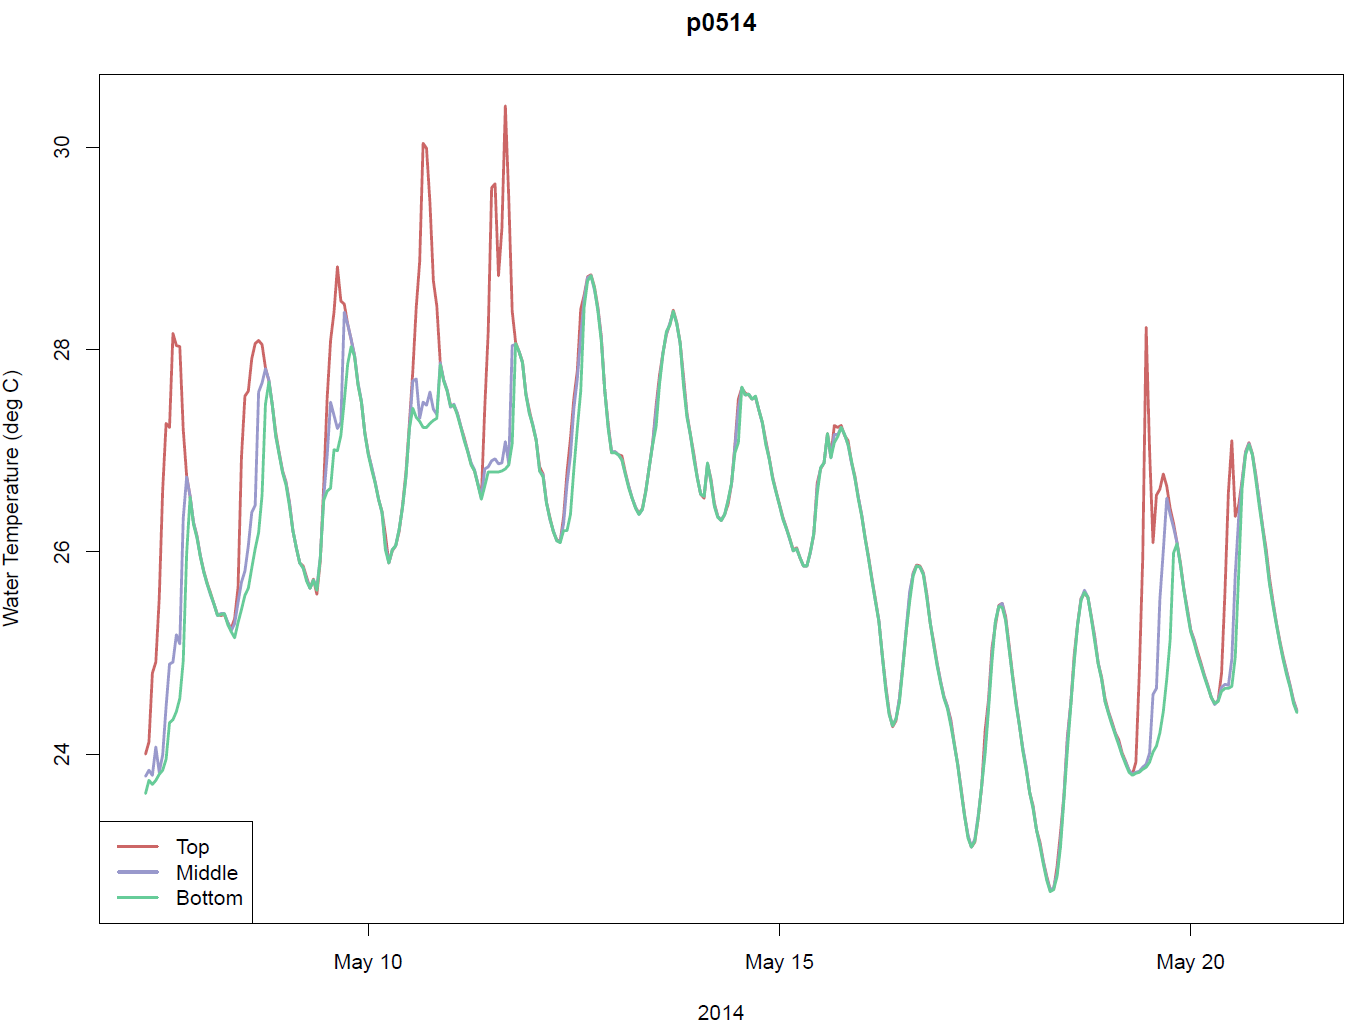 p0514
Water Temperature (deg C)
30
28
26
24
Top
Middle
Bottom
May 10
May 15
May 20
2014